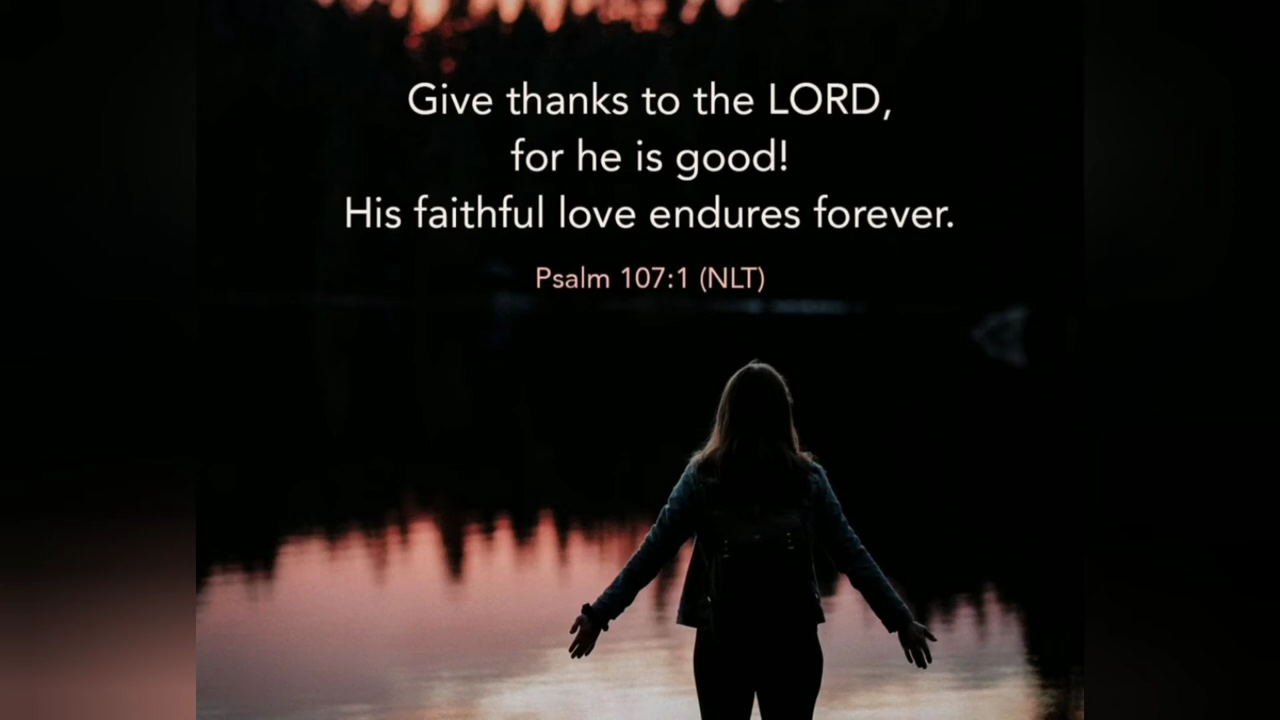 Give thanks to the LORD,
for he is good!
His faithful love endures forever.
Psalm 107:1 (NLT)